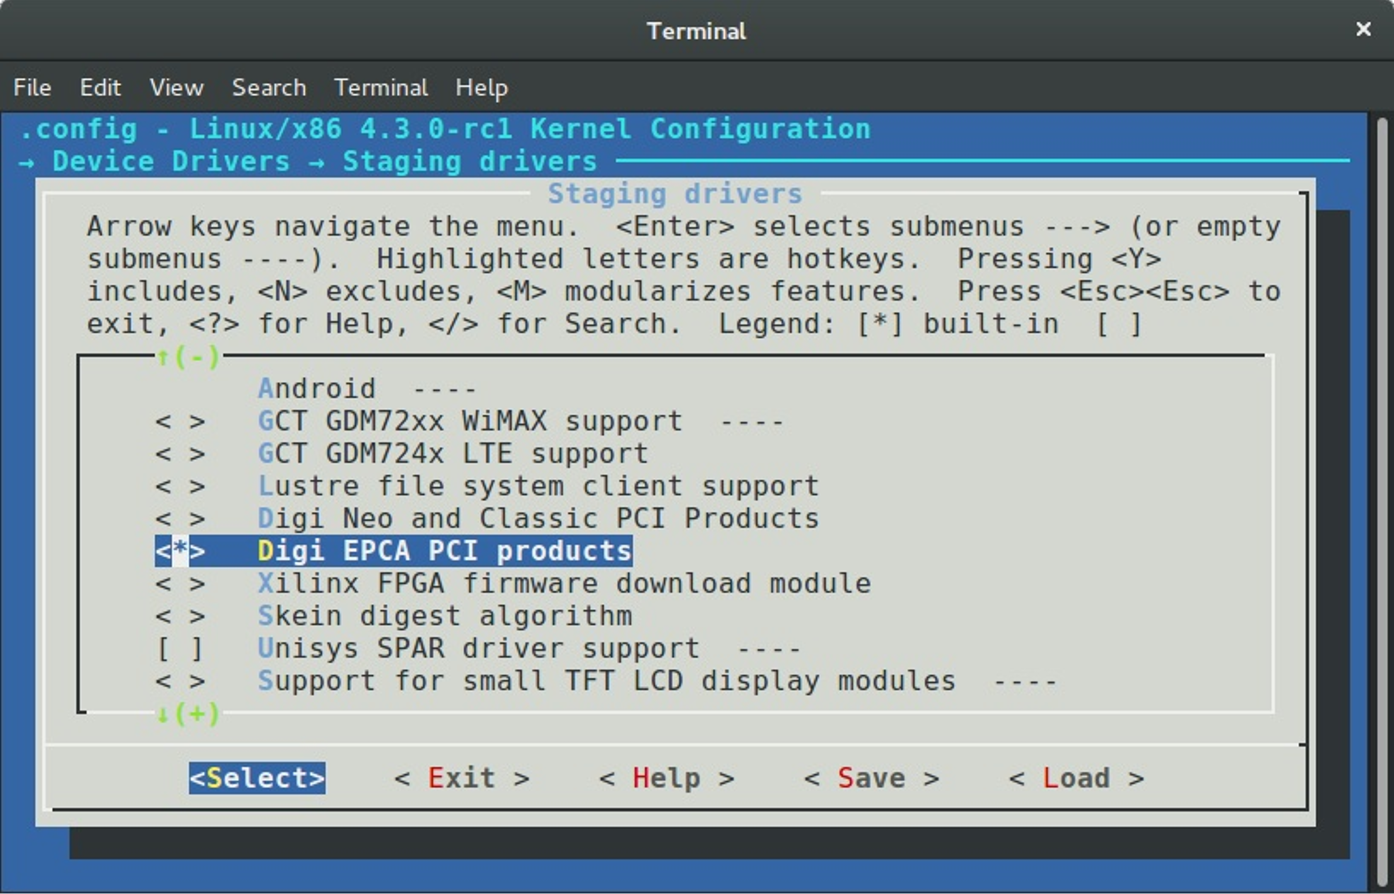 Terminal ×
File Edit View Search Terminal Help
.config - Linux/x86 4.3.0-rc1 Kernel Configuration
→ Device Drivers → Staging drivers
Staging drivers
Arrow keys navigate the menu.  <Enter> selects submenus ---> (or empty
submenus ----).  Highlighted letters are hotkeys.  Pressing <Y>
includes, <N> excludes, <M> modularizes features.  Press <Esc><Esc> to
exit, <?> for Help, </> for Search.  Legend: [*] built-in  [ ]
↑(-)
Android  ----
< >   GCT GDM72xx WiMAX support  ----
< >   GCT GDM724x LTE support
< >   Lustre file system client support
< >   Digi Neo and Classic PCI Products
<*>   Digi EPCA PCI products
< >   Xilinx FPGA firmware download module
< >   Skein digest algorithm
[ ]   Unisys SPAR driver support  ----
< >   Support for small TFT LCD display modules  ----
↓(+)
<Select>    < Exit >    < Help >    < Save >    < Load >